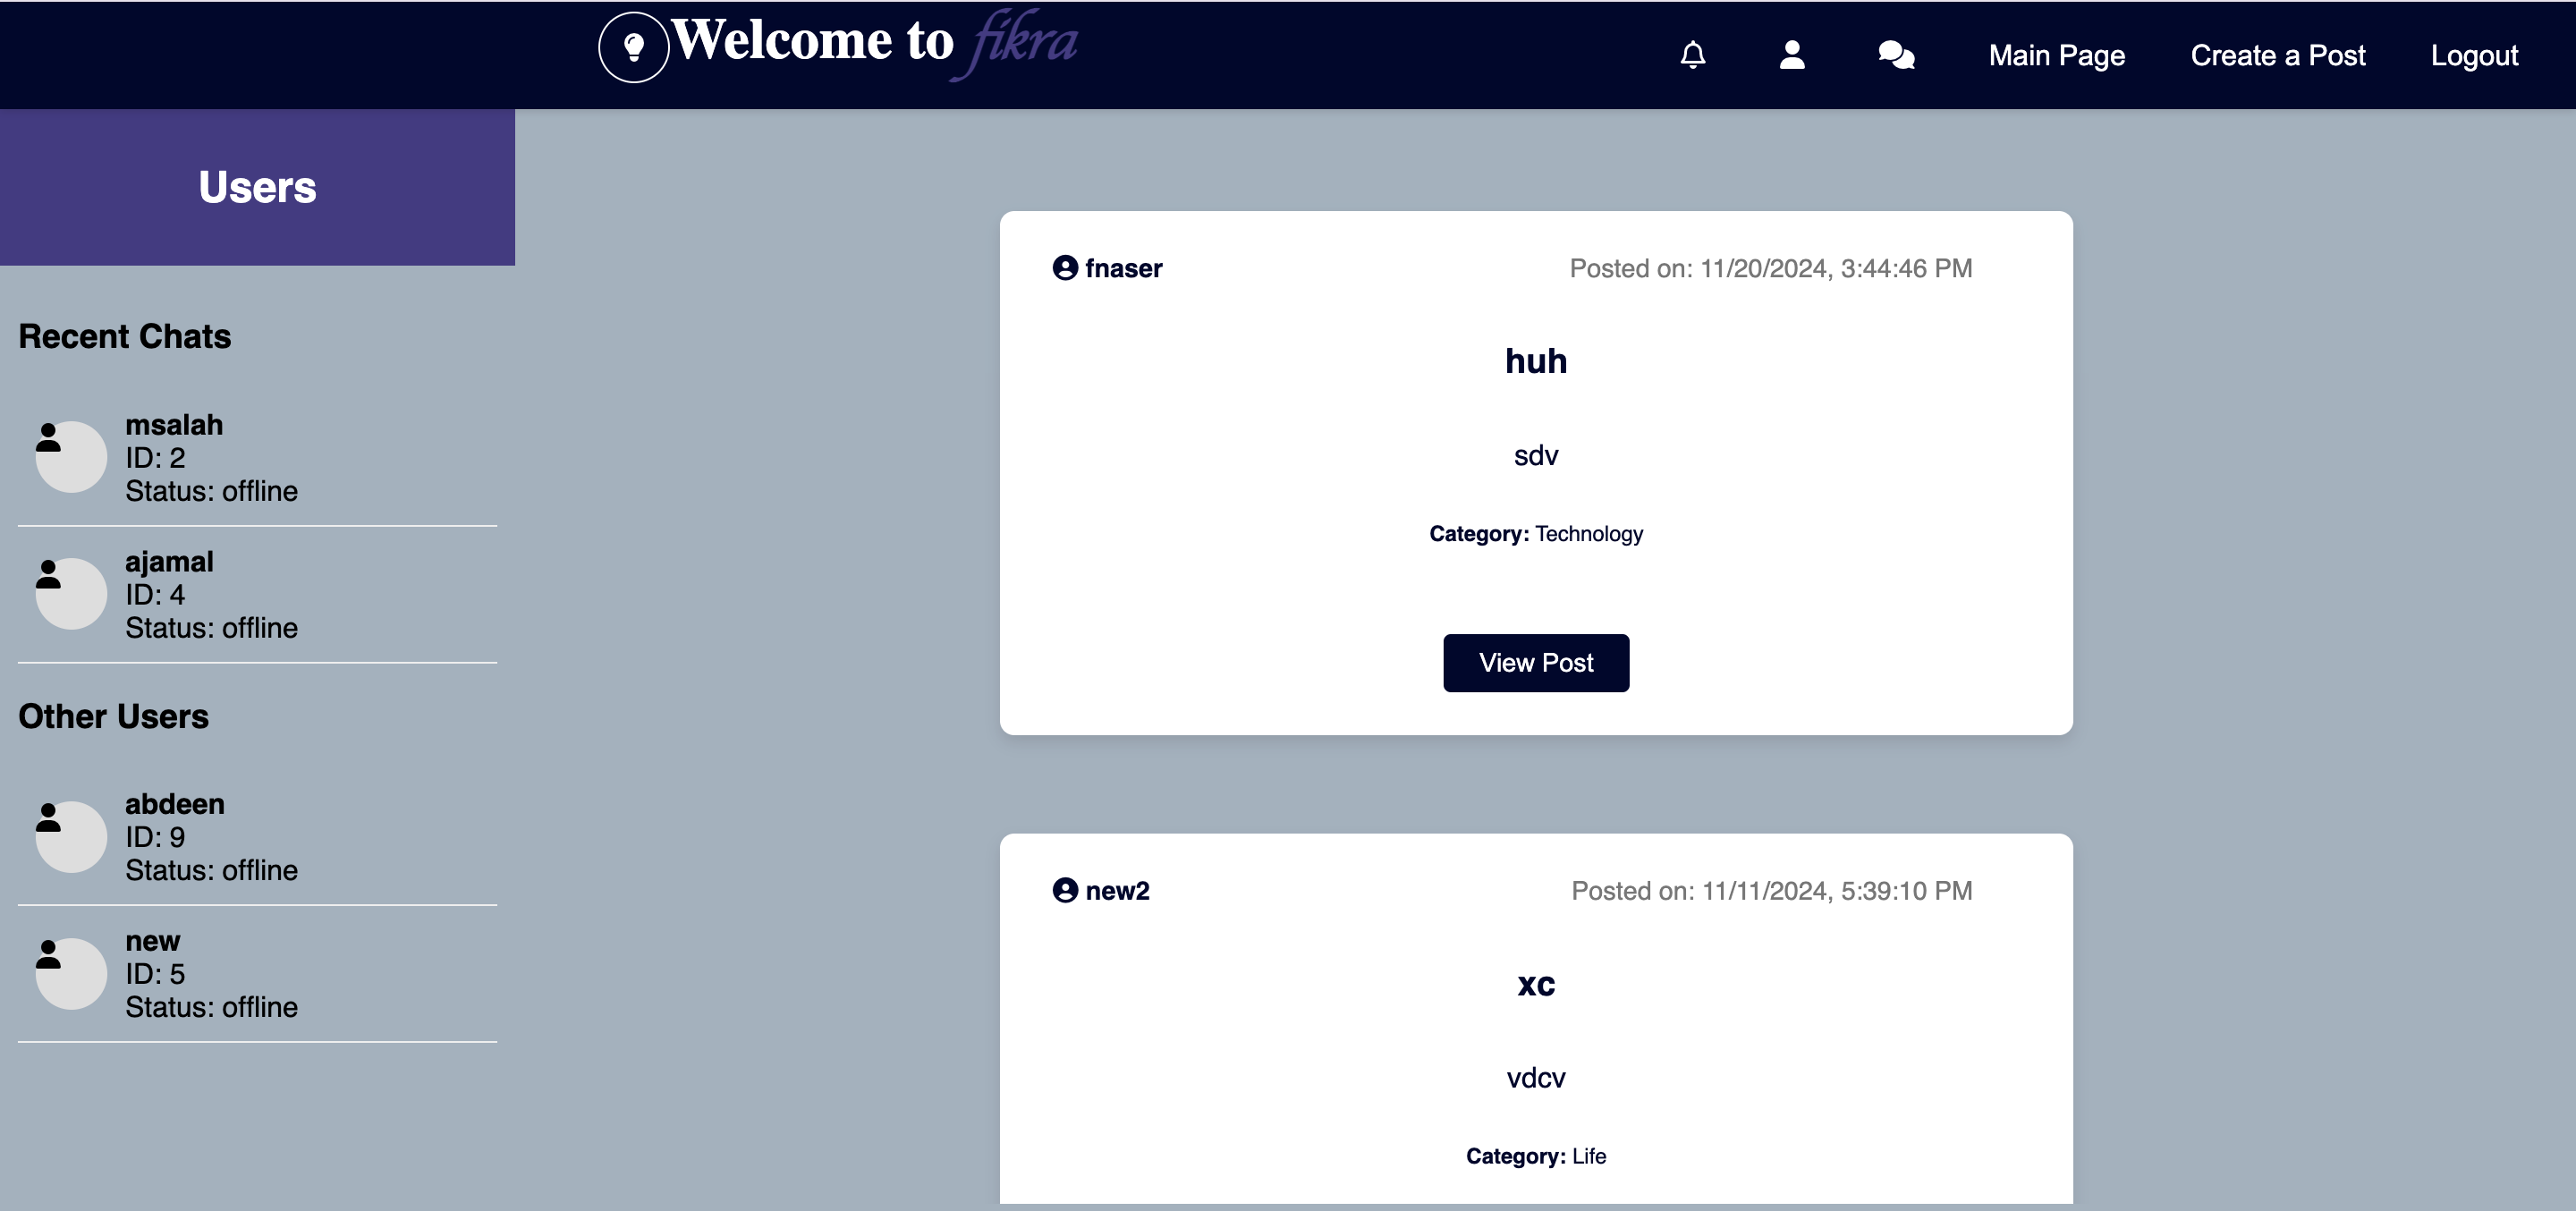 Welcome to fikra
Main Page
Create a Post
Logout
Users
Recent Chats
msalah
ID: 2
Status: offline
ajamal
ID: 4
Status: offline
Other Users
abdeen
ID: 9
Status: offline
new
ID: 5
Status: offline
fnaser
Posted on: 11/20/2024, 3:44:46 PM
huh
sdv
Category: Technology
View Post
new2
Posted on: 11/11/2024, 5:39:10 PM
xc
vdcv
Category: Life